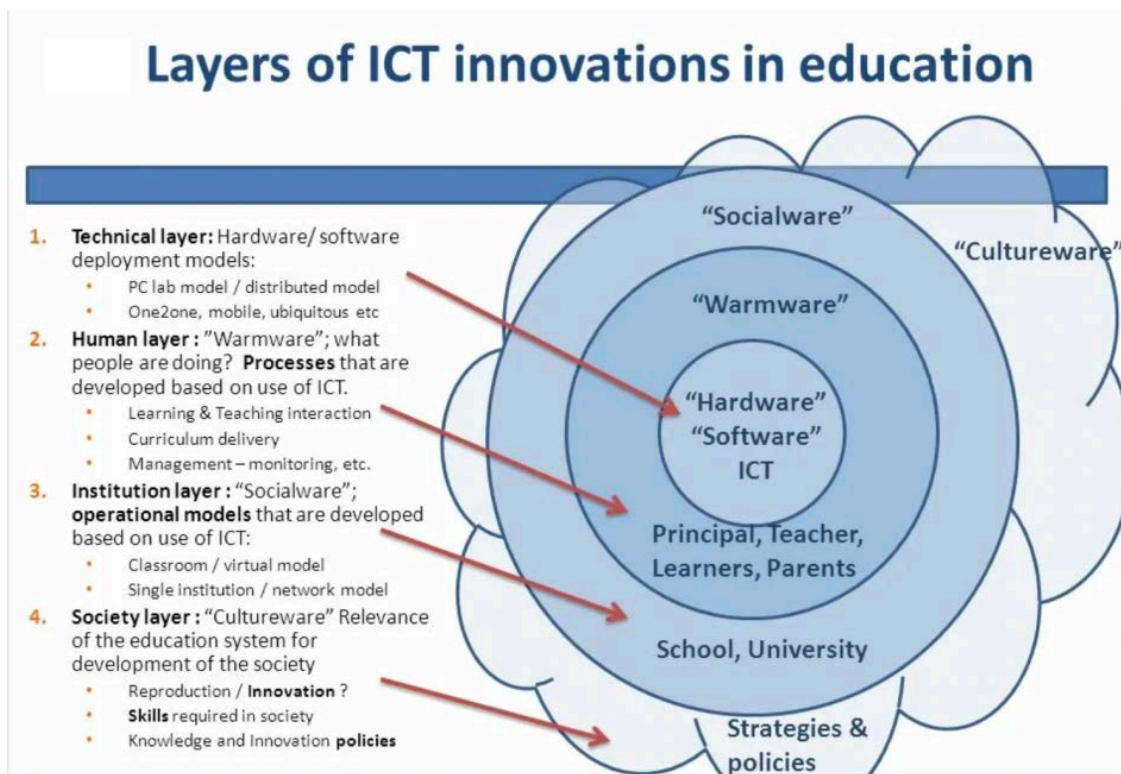 Layers of ICT innovations in education
1. Technical layer: Hardware/ software
deployment models:
• PC lab model / distributed model
• One2one, mobile, ubiquitous etc
2. Human layer : ”Warmware”; what
people are doing? Processes that are
developed based on use of ICT.
• Learning & Teaching interaction
• Curriculum delivery
• Management – monitoring, etc.
3. Institution layer : “Socialware”;
operational models that are developed
based on use of ICT:
• Classroom / virtual model
• Single institution / network model
4. Society layer : “Cultureware” Relevance
of the education system for
development of the society
• Reproduction / Innovation ?
• Skills required in society
• Knowledge and Innovation policies
“Socialware”
“Cultureware”
“Warmware”
“Hardware”
“Software”
ICT
Principal, Teacher,
Learners, Parents
School, University
Strategies &
policies